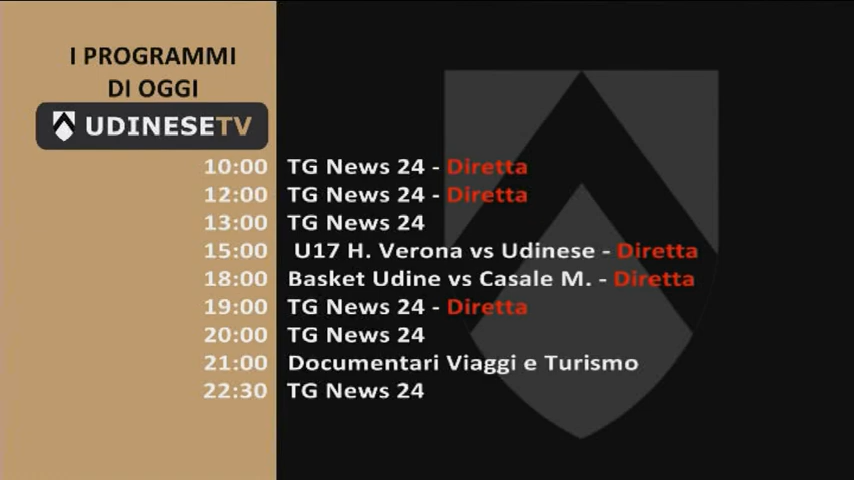 I PROGRAMMI
DI OGGI
UDINESETV
10:00 TG News 24 - Diretta
12:00 TG News 24 - Diretta
13:00 TG News 24
15:00 U17 H. Verona vs Udinese - Diretta
18:00 Basket Udine vs Casale M. - Diretta
19:00 TG News 24 - Diretta
20:00 TG News 24
21:00 Documentari Viaggi e Turismo
22:30 TG News 24